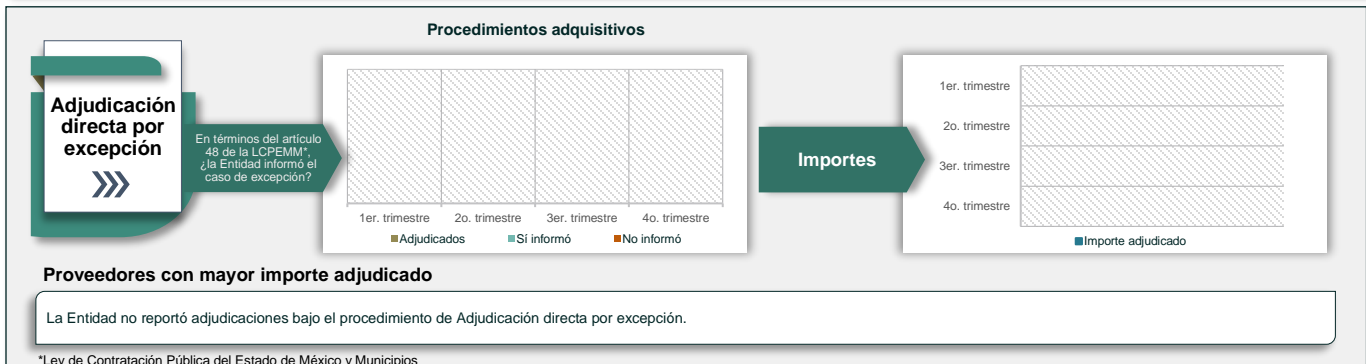 Procedimientos adquisitivos
Adjudicación
directa por
excepción
En términos del artículo
48 de la LCPEMM*,
¿la Entidad informó el
caso de excepción?
1er. trimestre
2o. trimestre
3er. trimestre
4o. trimestre
Adjudicados
Sí informó
No informó
Importes
1er. trimestre
2o. trimestre
3er. trimestre
4o. trimestre
Importe adjudicado
Proveedores con mayor importe adjudicado
La Entidad no reportó adjudicaciones bajo el procedimiento de Adjudicación directa por excepción.
*Ley de Contratación Pública del Estado de México y Municipios